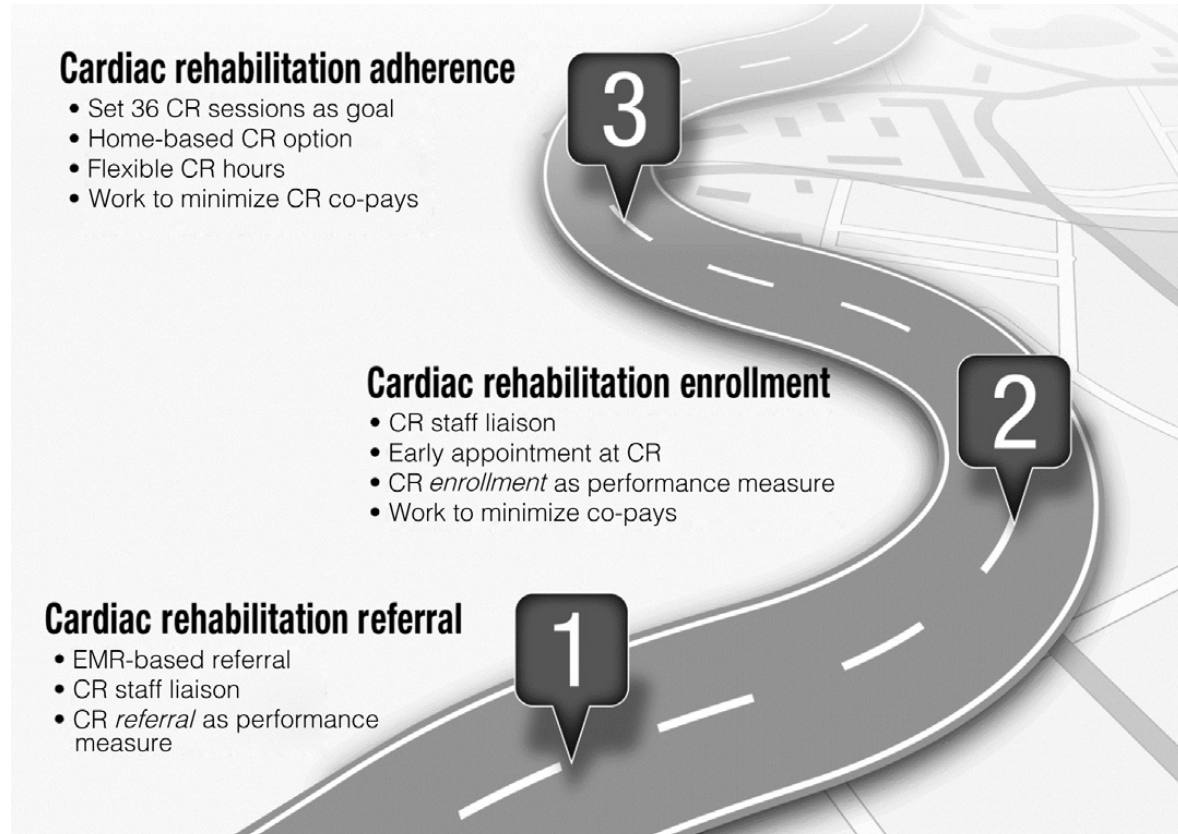 Cardiac rehabilitation adherence
• Set 36 CR sessions as goal
• Home-based CR option
• Flexible CR hours
• Work to minimize CR co-pays
3
Cardiac rehabilitation enrollment
• CR staff liaison
• Early appointment at CR
• CR enrollment as performance measure
• Work to minimize co-pays
2
Cardiac rehabilitation referral
• EMR-based referral
• CR staff liaison
• CR referral as performance
measure
1